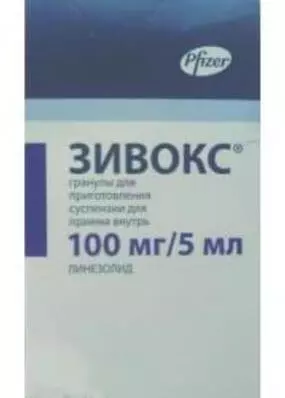 Pfizer
ЗИВОКС®
гранулы для
приготовления
суспензии для
приема внутрь
100 мг/5 мл
ЛИНЕЗОЛИД